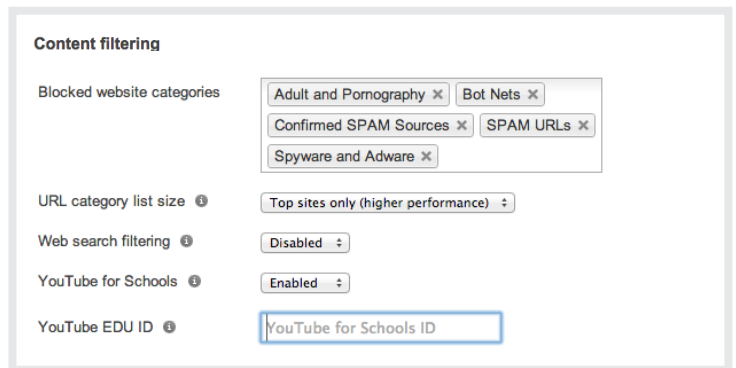 Content filtering
Blocked website categories
Adult and Pornography × Bot Nets ×
Confirmed SPAM Sources × SPAM URLs ×
Spyware and Adware ×
URL category list size
Top sites only (higher performance)
Web search filtering
Disabled
YouTube for Schools
Enabled
YouTube EDU ID
YouTube for Schools ID